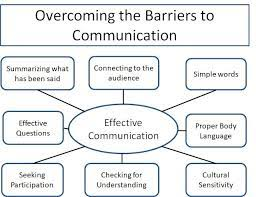 Overcoming the Barriers to
Communication
Summarizing what
has been said
Connecting to the
audience
Simple words
Effective
Questions
Effective
Communication
Proper Body
Language
Seeking
Participation
Checking for
Understanding
Cultural
Sensitivity